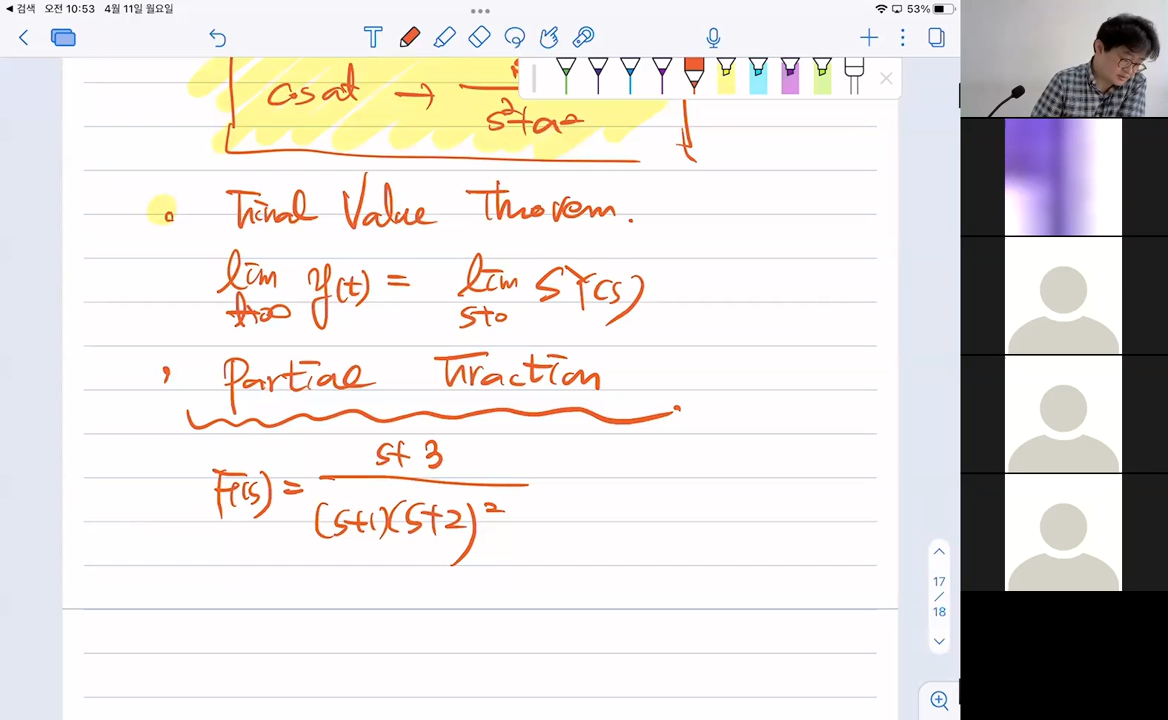 검색 오전 10:53 4월 11일 월요일
53%
cos at → s²+a²
Final Value Theorem.
lim y(t) = lim SY(s)
t→∞ s→0
Partial Fraction
s+3
F(s) =
(s+1)(s+2)²
17
/
18